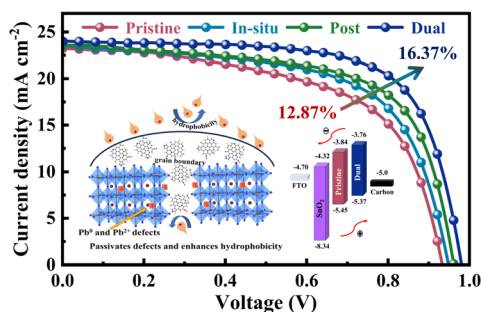 Pristine In-situ Post Dual
16.37%
12.87%
hydrophobicity
grain boundary
Pb⁰ and Pb²⁺ defects
Passivates defects and enhances hydrophobicity
-4.70
FTO
-4.32
SnO₂
-8.34
-3.84
Pristine
-5.45
-3.76
Dual
-5.37
-5.0
Carbon
Current density (mA cm⁻²)
25
20
15
10
5
0
0.0 0.2 0.4 0.6 0.8 1.0
Voltage (V)